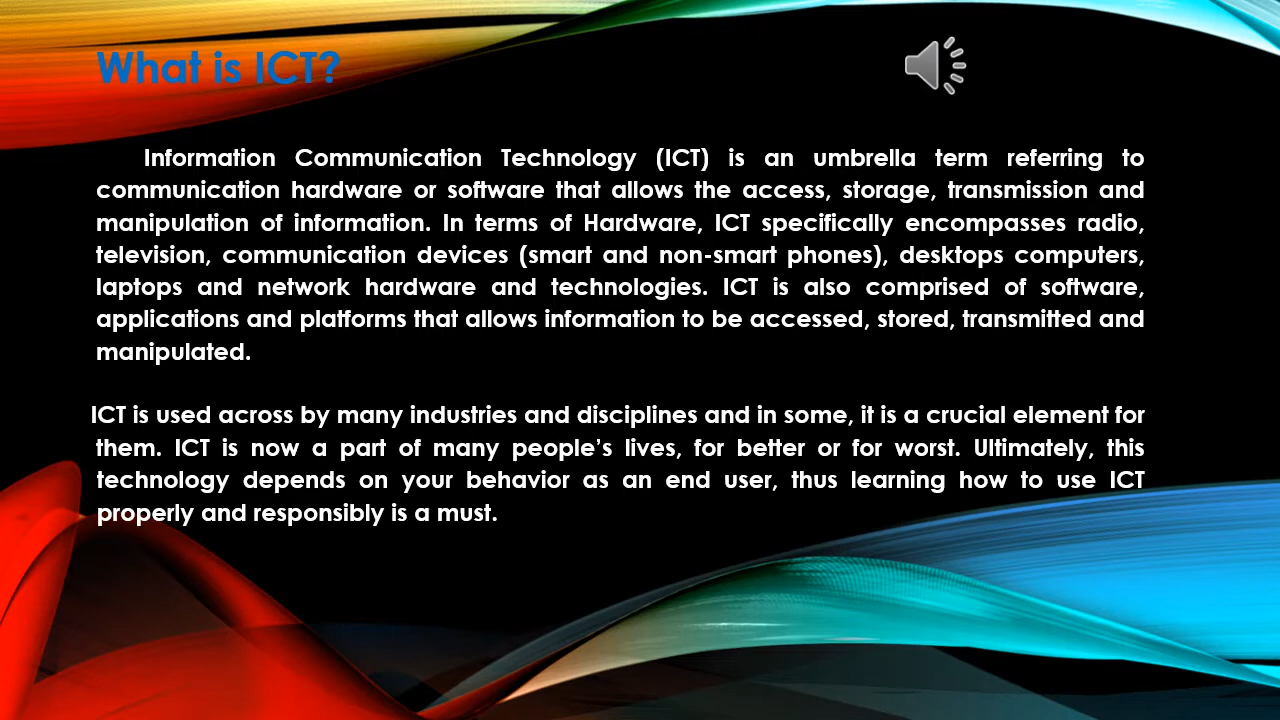 What is ICT?
Information Communication Technology (ICT) is an umbrella term referring to
communication hardware or software that allows the access, storage, transmission and
manipulation of information. In terms of Hardware, ICT specifically encompasses radio,
television, communication devices (smart and non-smart phones), desktops computers,
laptops and network hardware and technologies. ICT is also comprised of software,
applications and platforms that allows information to be accessed, stored, transmitted and
manipulated.
ICT is used across by many industries and disciplines and in some, it is a crucial element for
them. ICT is now a part of many people’s lives, for better or for worst. Ultimately, this
technology depends on your behavior as an end user, thus learning how to use ICT
properly and responsibly is a must.